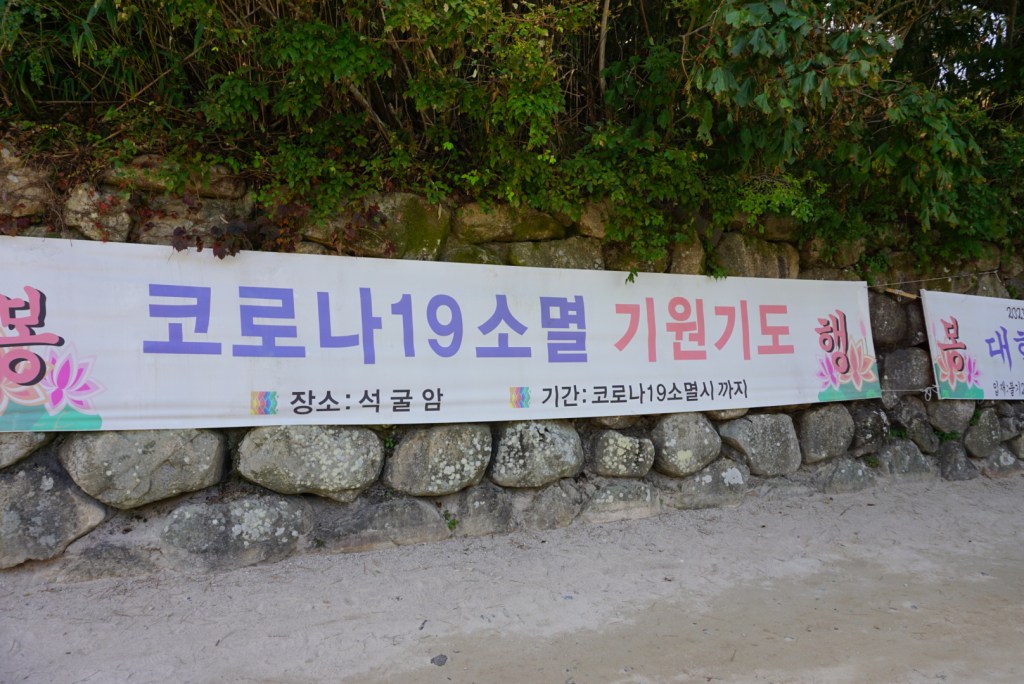 봉 코로나19소멸 기원기도 행
장소: 석굴암 기간: 코로나19소멸시 까지
봉